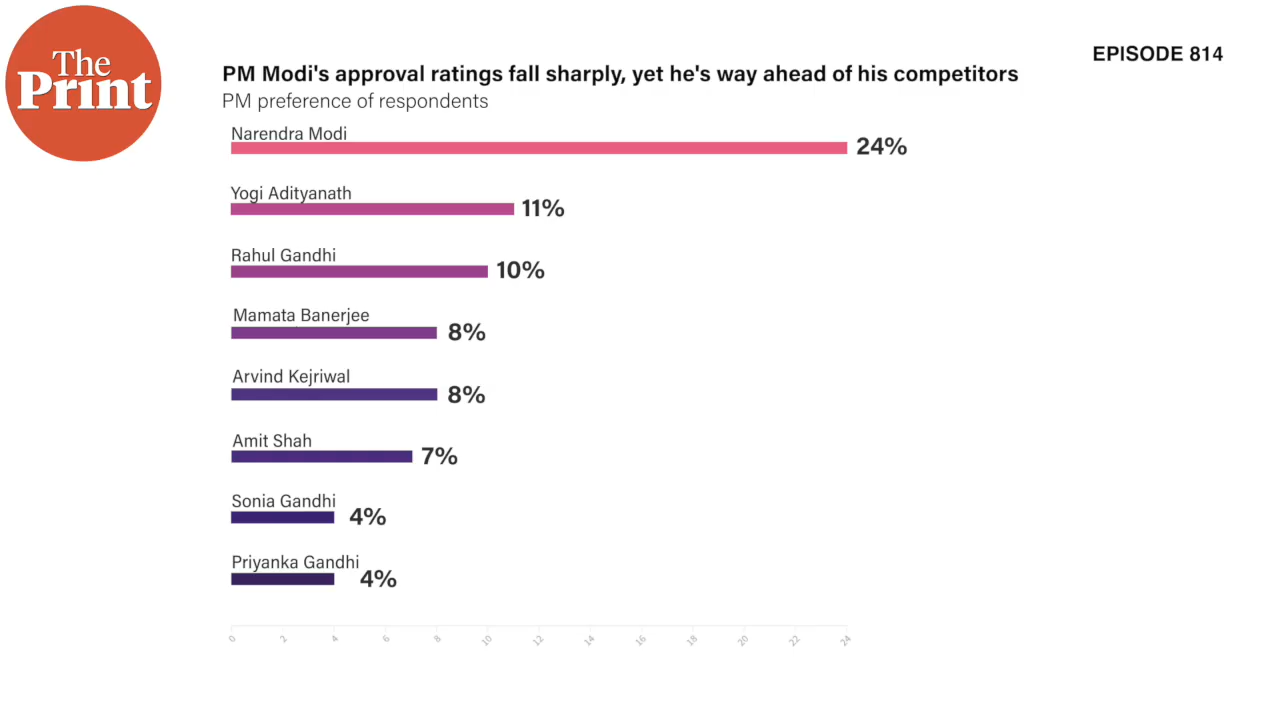 The
Print
EPISODE 814
PM Modi's approval ratings fall sharply, yet he's way ahead of his competitors
PM preference of respondents
Narendra Modi
24%
Yogi Adityanath
11%
Rahul Gandhi
10%
Mamata Banerjee
8%
Arvind Kejriwal
8%
Amit Shah
7%
Sonia Gandhi
4%
Priyanka Gandhi
4%
0 2 4 6 8 10 12 14 16 18 20 22 24